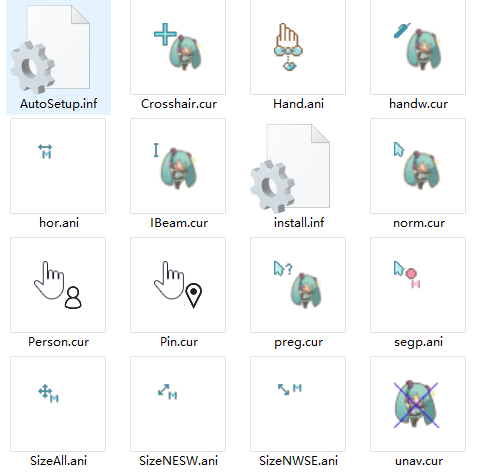 AutoSetup.inf
Crosshair.cur
Hand.ani
handw.cur
M
hor.ani
IBeam.cur
install.inf
norm.cur
Person.cur
Pin.cur
?
preg.cur
M
segp.ani
M
SizeAll.ani
M
SizeNESW.ani
M
SizeNWSE.ani
unav.cur